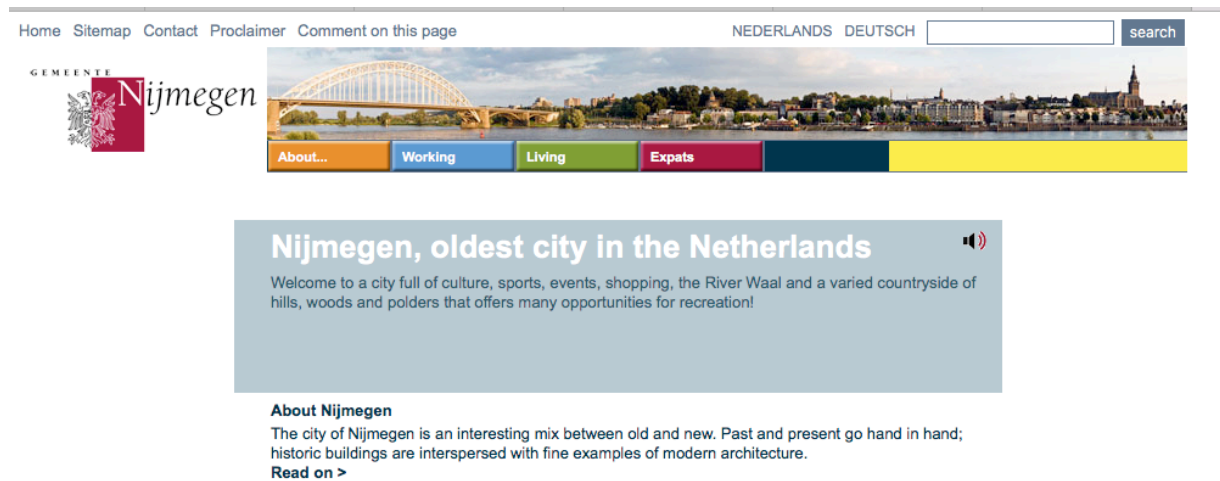 Home Sitemap Contact Proclaimer Comment on this page NEDERLANDS DEUTSCH search
GEMEENTE
Nijmegen
About... Working Living Expats
Nijmegen, oldest city in the Netherlands
Welcome to a city full of culture, sports, events, shopping, the River Waal and a varied countryside of
hills, woods and polders that offers many opportunities for recreation!
About Nijmegen
The city of Nijmegen is an interesting mix between old and new. Past and present go hand in hand;
historic buildings are interspersed with fine examples of modern architecture.
Read on >